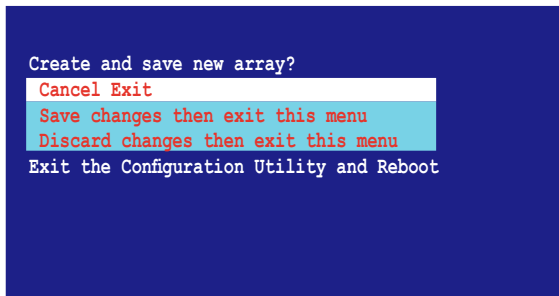 Create and save new array?
Cancel Exit
Save changes then exit this menu
Discard changes then exit this menu
Exit the Configuration Utility and Reboot